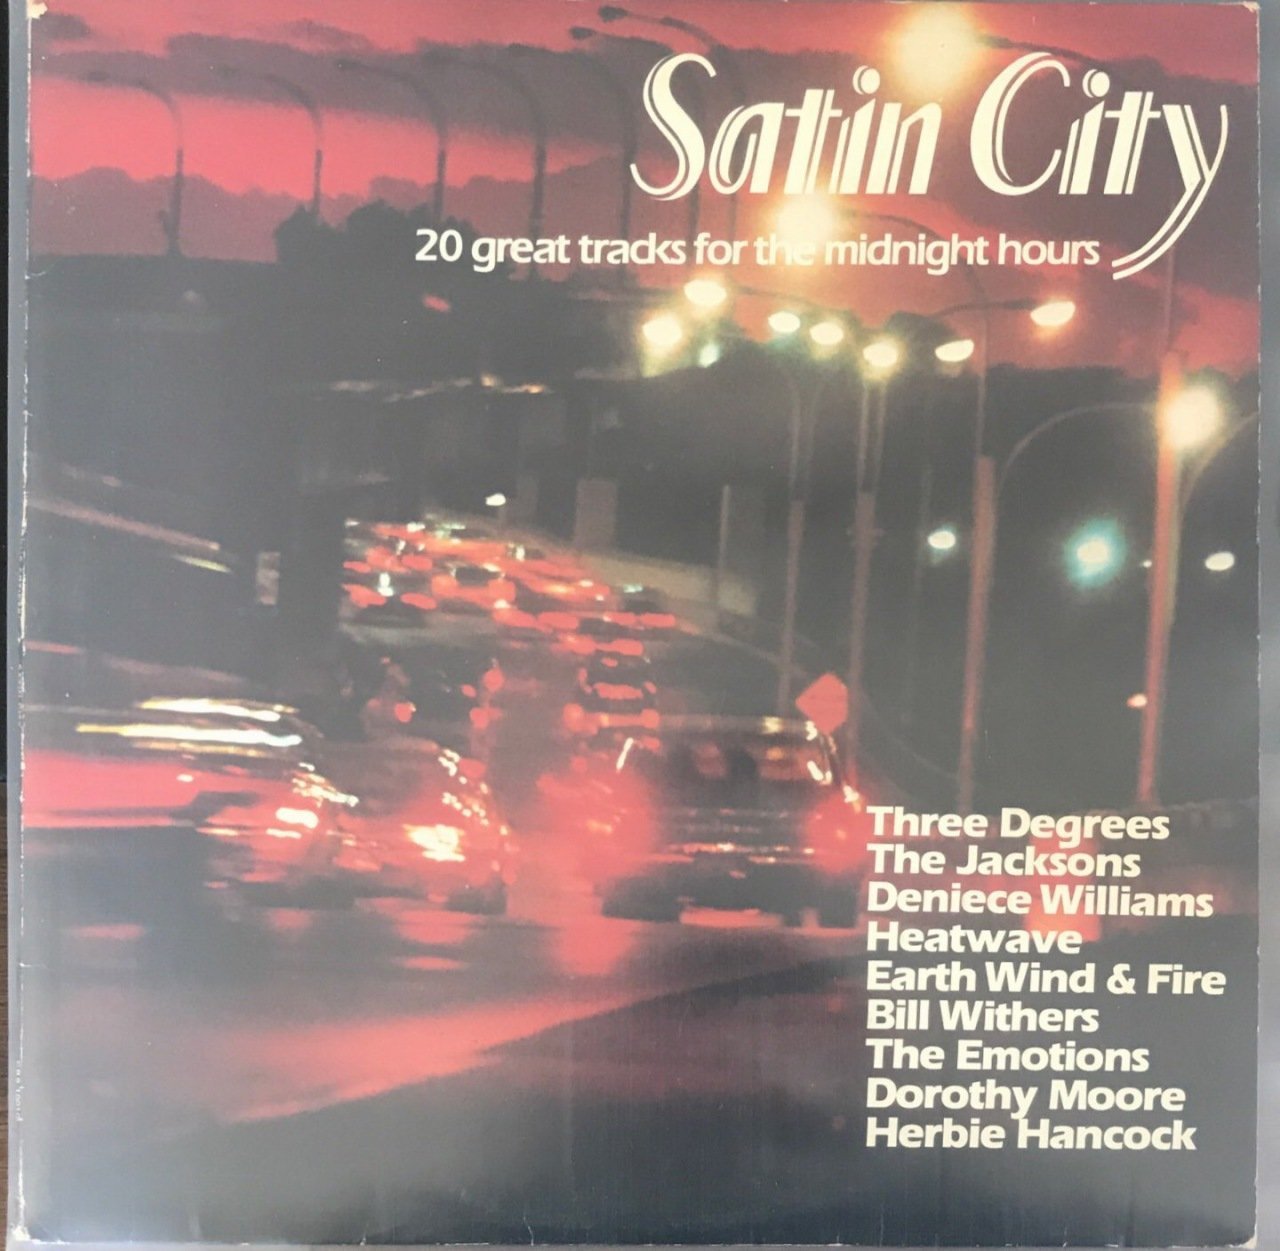 Satin City
20 great tracks for the midnight hours
Three Degrees
The Jacksons
Deniece Williams
Heatwave
Earth Wind & Fire
Bill Withers
The Emotions
Dorothy Moore
Herbie Hancock